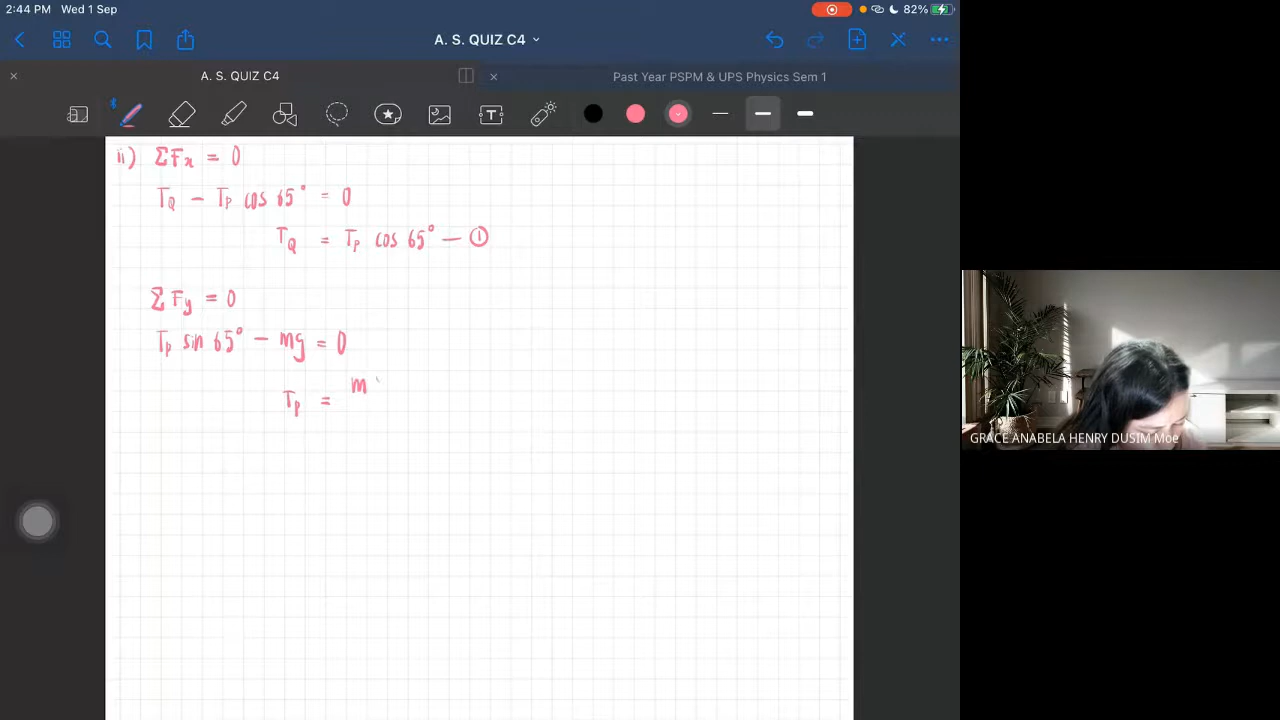 2:44 PM Wed 1 Sep
82%
A. S. QUIZ C4
A. S. QUIZ C4
Past Year PSPM & UPS Physics Sem 1
ii) ΣFx = 0
TQ − TP cos 65° = 0
TQ = TP cos 65° — ①
ΣFy = 0
TP sin 65° − mg = 0
TP = m
GRACE ANABELA HENRY DUSIM Moe